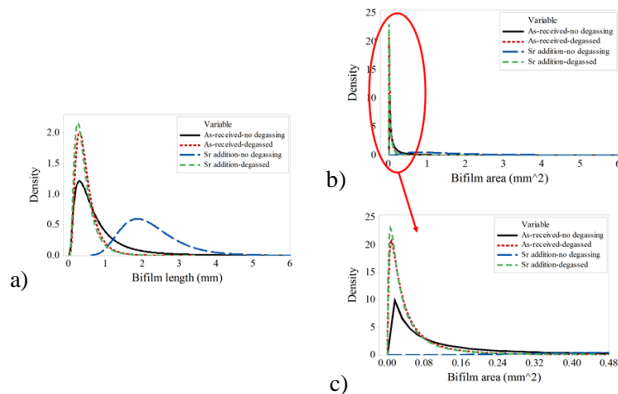 Variable
As-received-no degassing
As-received-degassed
Sr addition-no degassing
Sr addition-degassed
Density
2.0
1.5
1.0
0.5
0.0
0 1 2 3 4 5 6
Bifilm length (mm)
a)
Variable
As-received-no degassing
As-received-degassed
Sr addition-no degassing
Sr addition-degassed
Density
25
20
15
10
5
0
0 1 2 3 4 5 6
Bifilm area (mm^2)
b)
Variable
As-received-no degassing
As-received-degassed
Sr addition-no degassing
Sr addition-degassed
Density
25
20
15
10
5
0
0.00 0.08 0.16 0.24 0.32 0.40 0.48
Bifilm area (mm^2)
c)